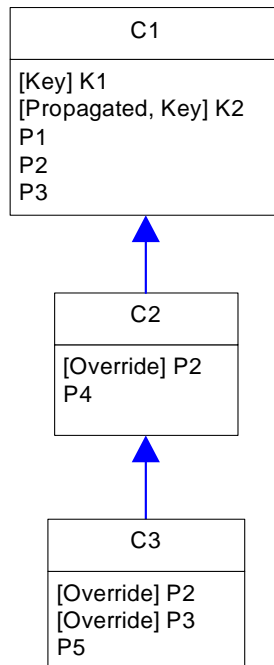 C1
[Key] K1
[Propagated, Key] K2
P1
P2
P3
C2
[Override] P2
P4
C3
[Override] P2
[Override] P3
P5